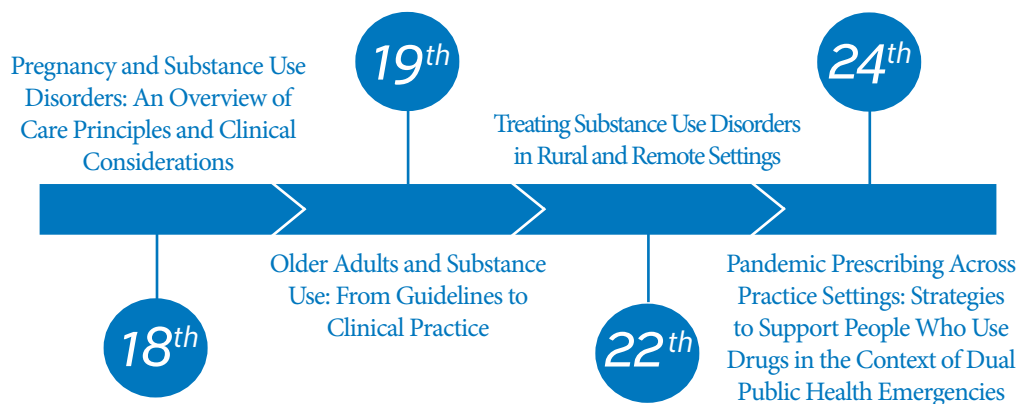 Pregnancy and Substance Use
Disorders: An Overview of
Care Principles and Clinical
Considerations
18th
19th
Older Adults and Substance
Use: From Guidelines to
Clinical Practice
Treating Substance Use Disorders
in Rural and Remote Settings
22th
24th
Pandemic Prescribing Across
Practice Settings: Strategies
to Support People Who Use
Drugs in the Context of Dual
Public Health Emergencies